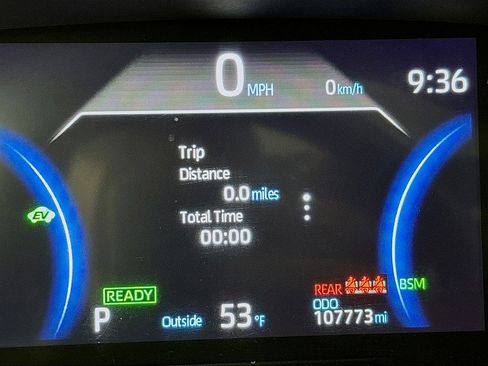 0 MPH 0 km/h 9:36
Trip
Distance
0.0 miles
Total Time
00:00
EV
READY
REAR BSM
P Outside 53 °F
ODO
107773 mi